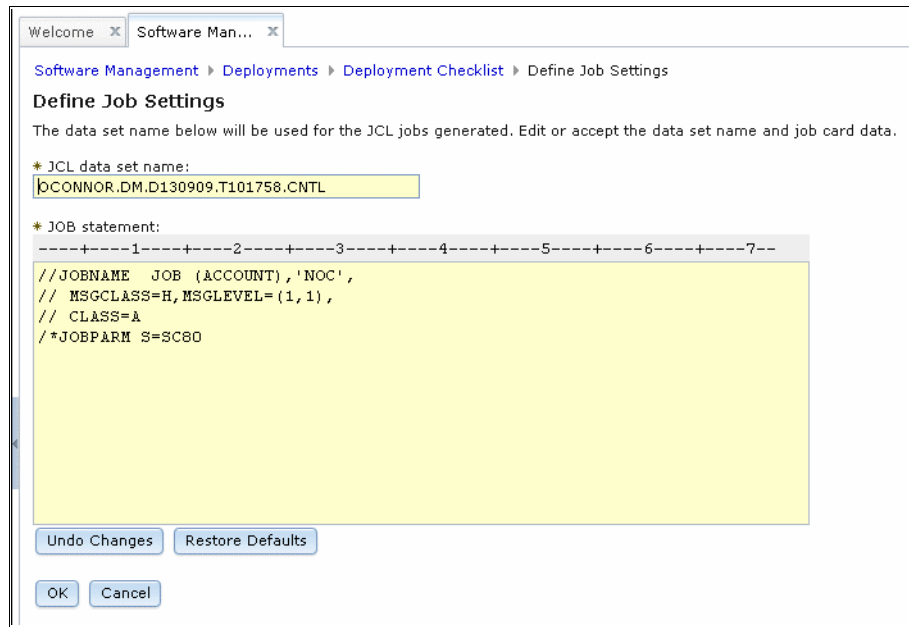 Welcome X Software Man... X
Software Management Deployments Deployment Checklist Define Job Settings
Define Job Settings
The data set name below will be used for the JCL jobs generated. Edit or accept the data set name and job card data.
* JCL data set name:
OCONNOR.DM.D130909.T101758.CNTL
* JOB statement:
----+----1----+----2----+----3----+----4----+----5----+----6----+----7--
//JOBNAME  JOB (ACCOUNT),'NOC',
// MSGCLASS=H,MSGLEVEL=(1,1),
// CLASS=A
/*JOBPARM S=SC80
Undo Changes Restore Defaults
OK Cancel